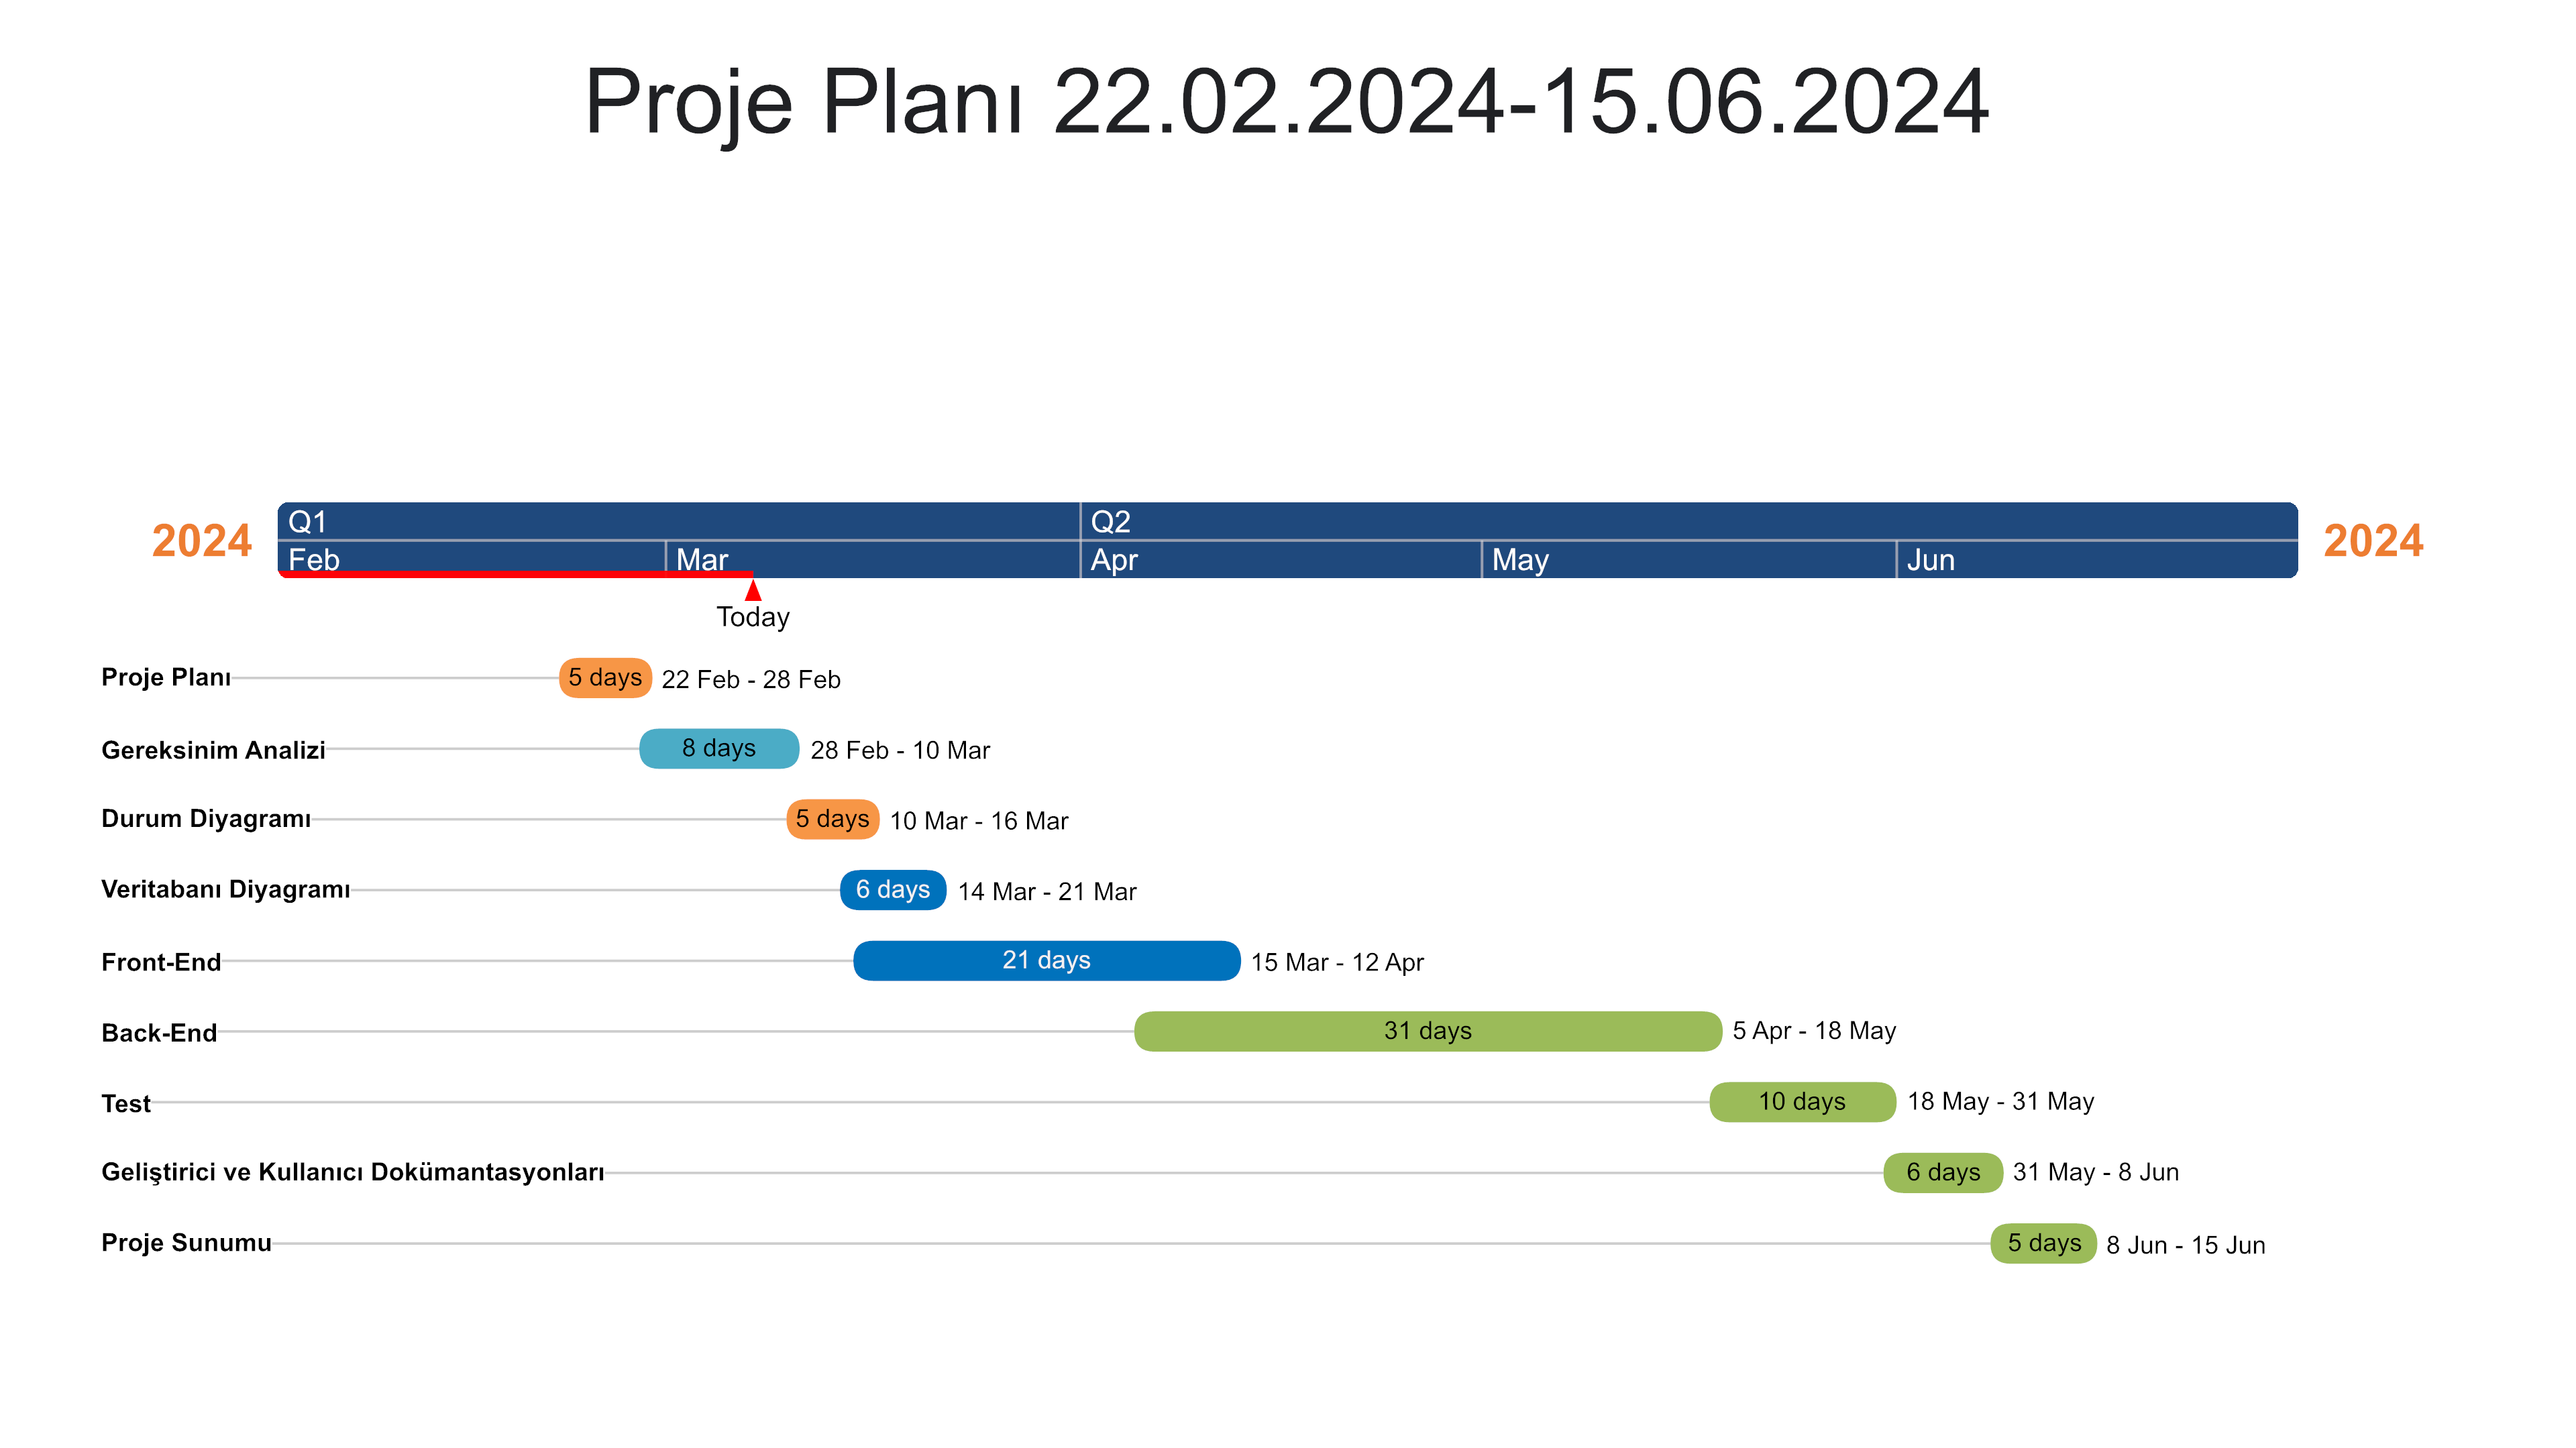 Proje Planı 22.02.2024-15.06.2024
2024
Q1
Q2
2024
Feb
Mar
Apr
May
Jun
Today
Proje Planı 5 days 22 Feb - 28 Feb
Gereksinim Analizi 8 days 28 Feb - 10 Mar
Durum Diyagramı 5 days 10 Mar - 16 Mar
Veritabanı Diyagramı 6 days 14 Mar - 21 Mar
Front-End 21 days 15 Mar - 12 Apr
Back-End 31 days 5 Apr - 18 May
Test 10 days 18 May - 31 May
Geliştirici ve Kullanıcı Dokümantasyonları 6 days 31 May - 8 Jun
Proje Sunumu 5 days 8 Jun - 15 Jun